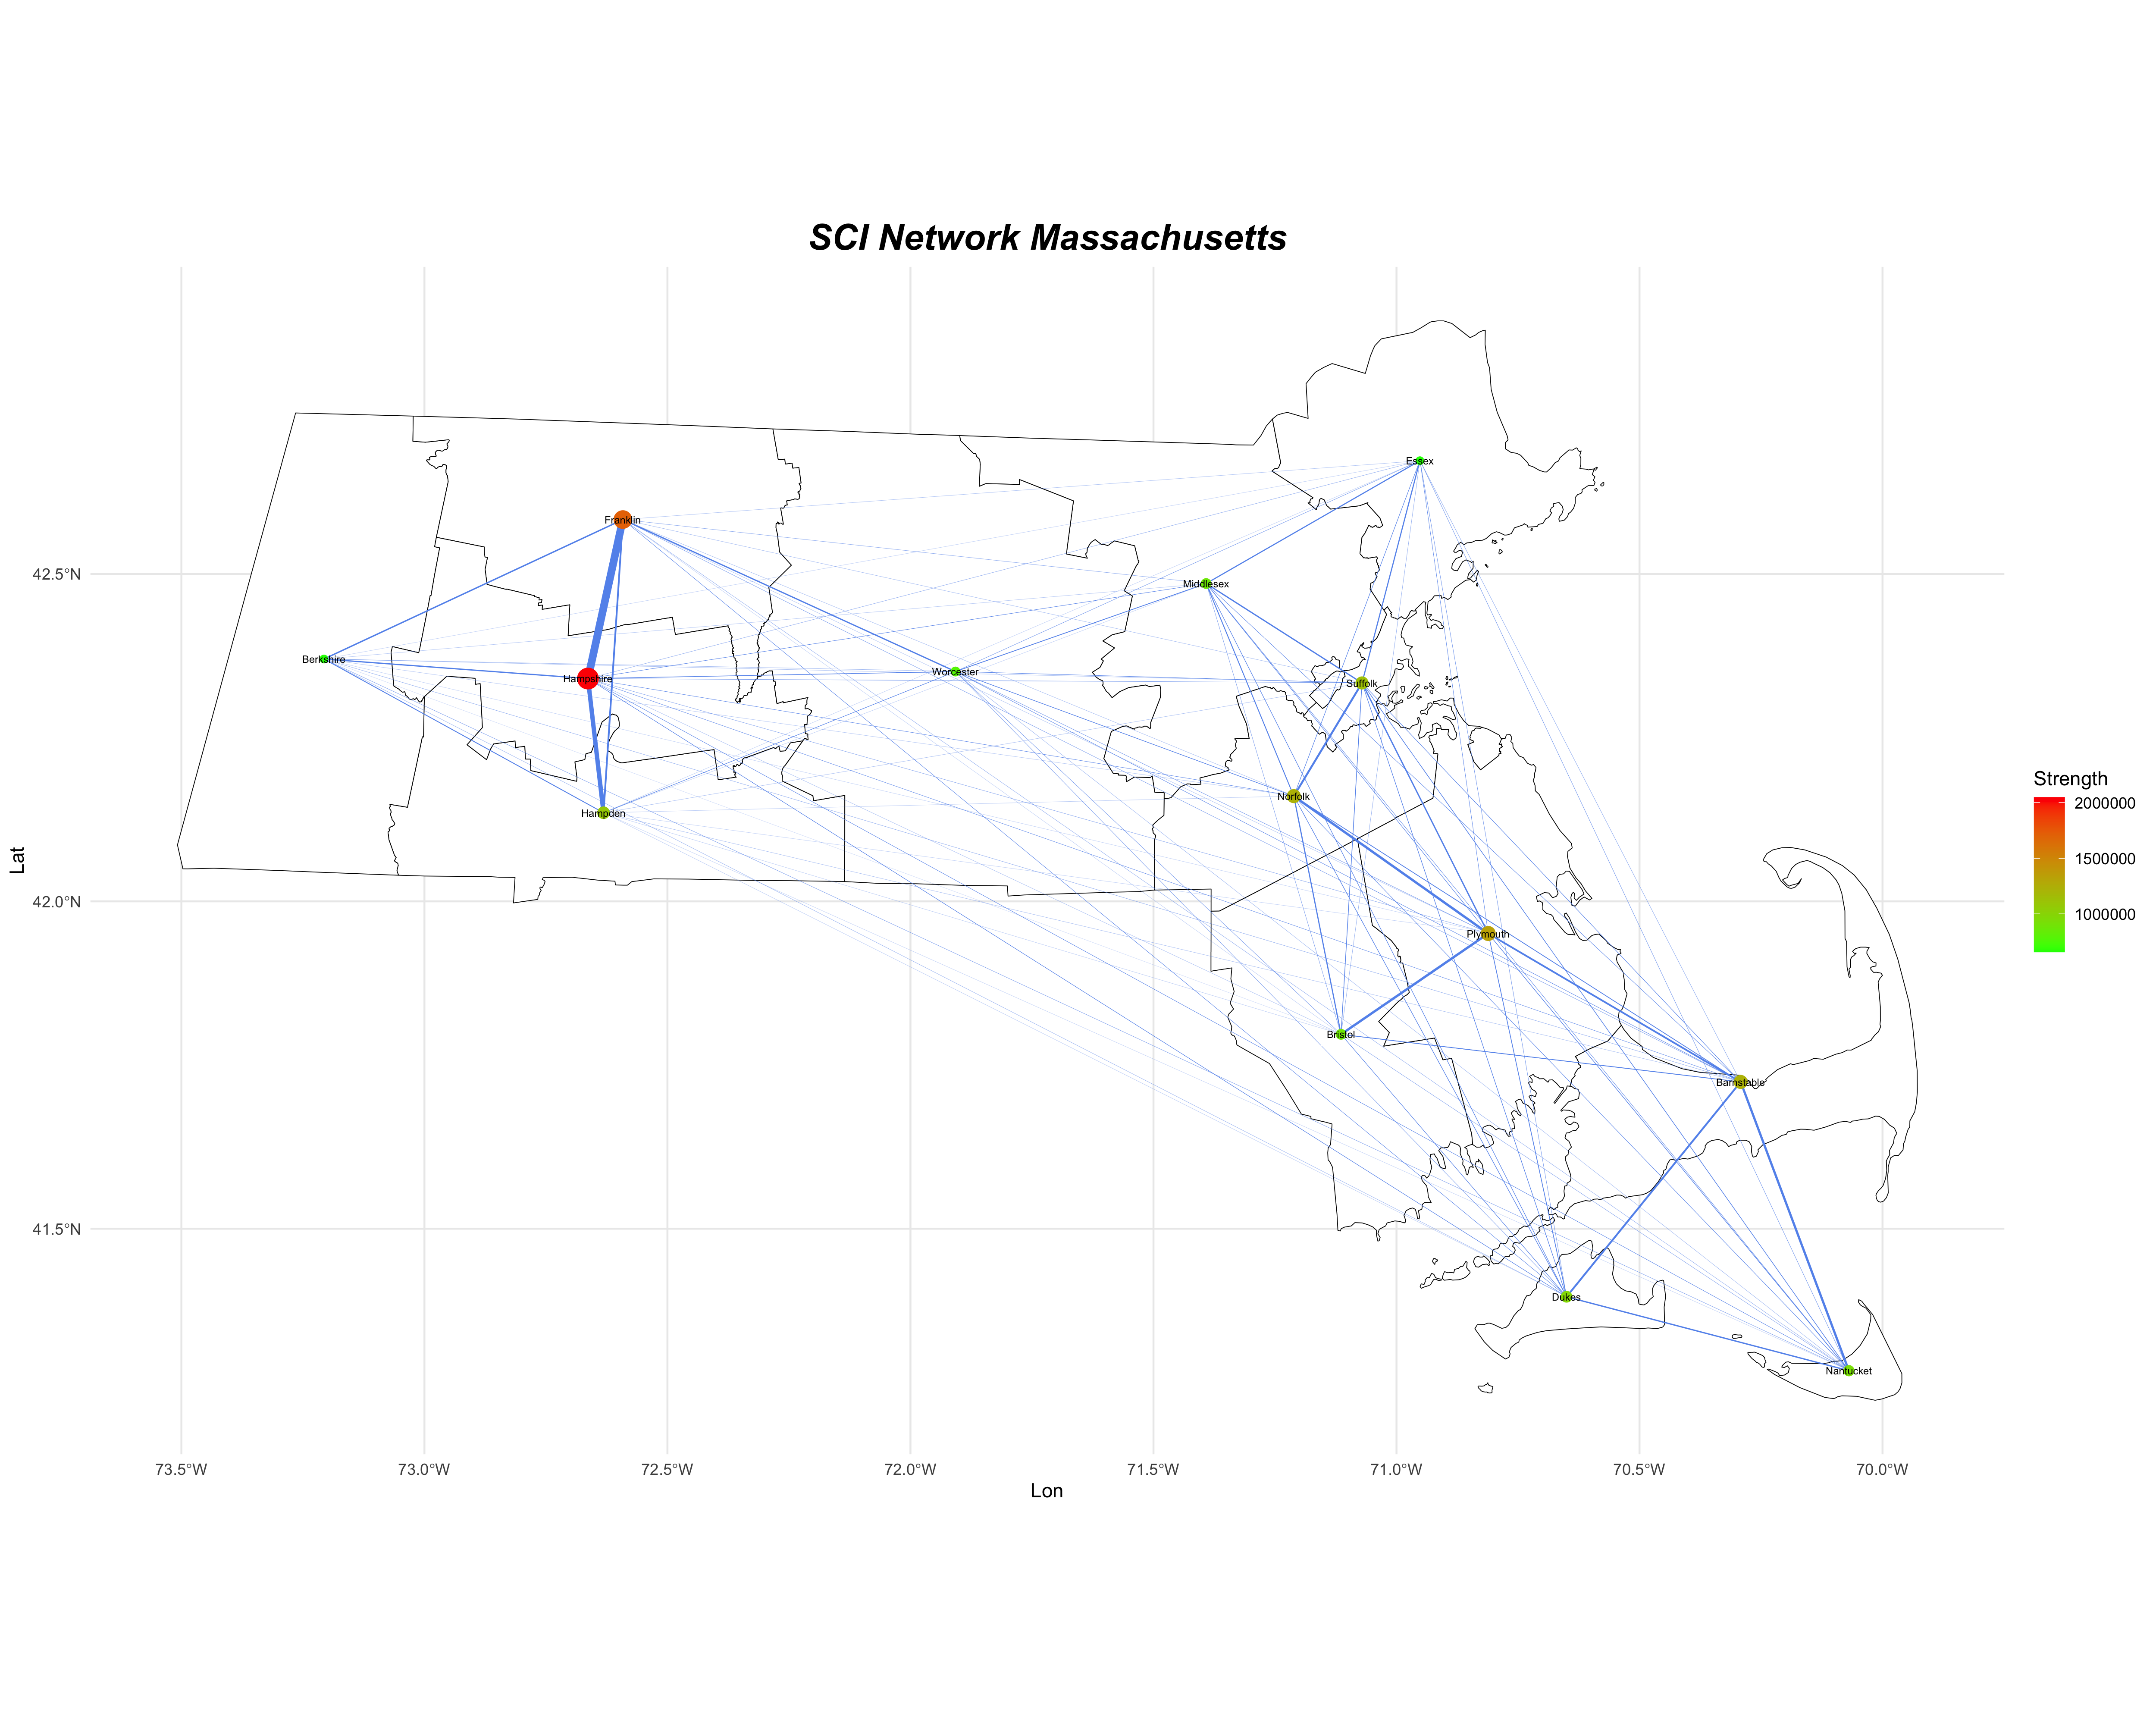 SCI Network Massachusetts
Essex
Franklin
Middlesex
Berkshire
Hampshire
Worcester
Suffolk
Norfolk
Hampden
Plymouth
Bristol
Barnstable
Dukes
Nantucket
42.5°N
42.0°N
41.5°N
Lat
73.5°W
73.0°W
72.5°W
72.0°W
71.5°W
71.0°W
70.5°W
70.0°W
Lon
Strength
2000000
1500000
1000000